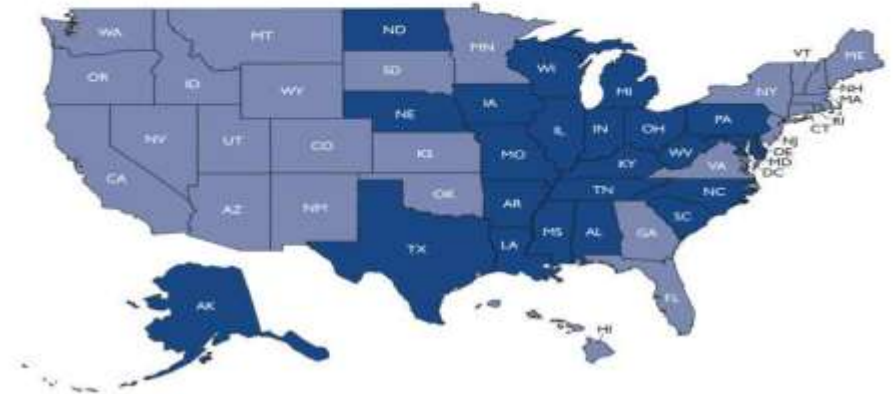 WA
MT
ND
MN
VT
ME
OR
ID
SD
WI
NY
NH
MA
WY
MI
RI
CT
NE
IA
PA
NJ
NV
UT
CO
IL
IN
OH
DE
MD
DC
CA
KS
MO
WV
VA
KY
AZ
NM
OK
AR
TN
NC
SC
TX
LA
MS
AL
GA
FL
AK
HI